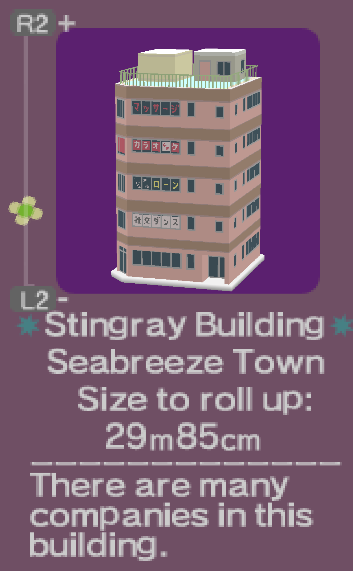 R2 +
マッサージ
カラオケ
ローン
社交ダンス
L2 -
Stingray Building
Seabreeze Town
Size to roll up:
29m85cm
There are many
companies in this
building.